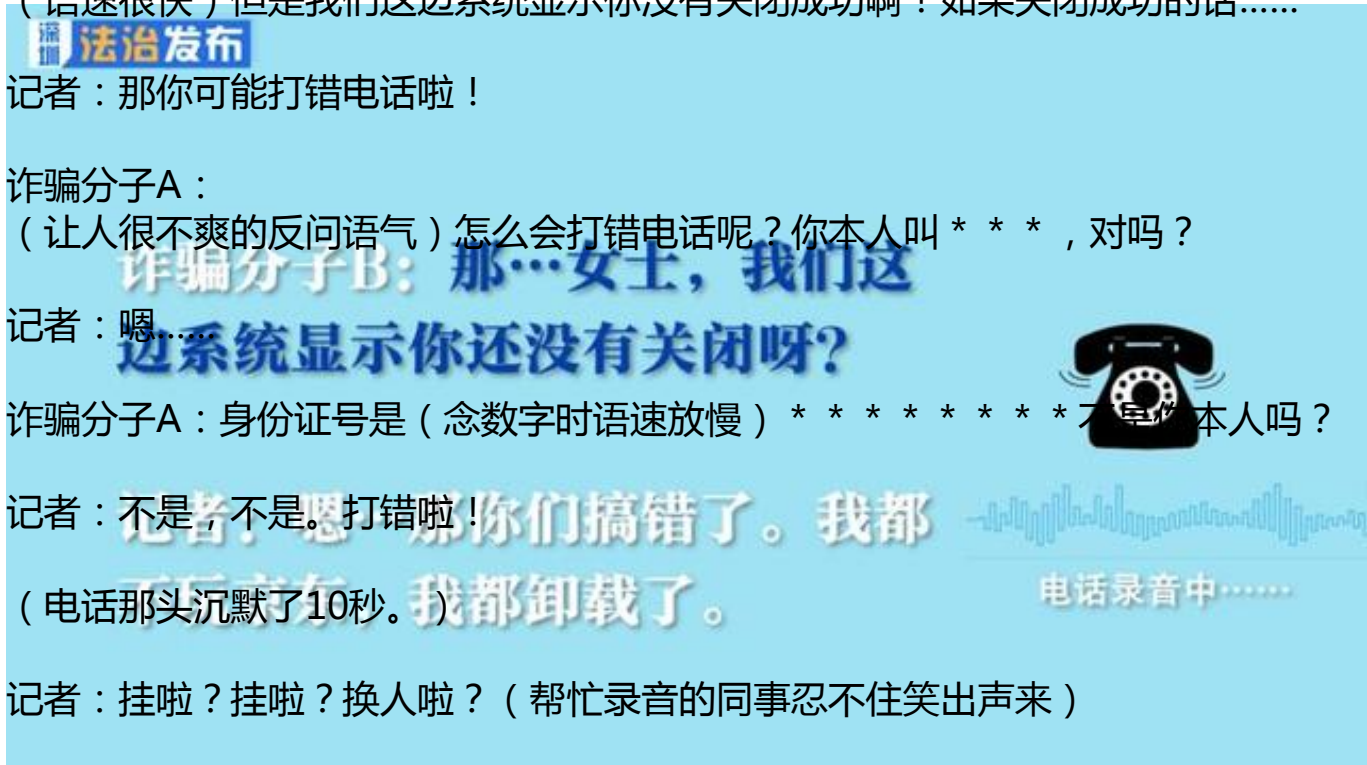 （语速很快）但是我们这边系统显示你没有关闭成功啊！如果关闭成功的话……
深圳 法治发布
记者：那你可能打错电话啦！
诈骗分子A：
（让人很不爽的反问语气）怎么会打错电话呢？你本人叫＊＊＊，对吗？
诈骗分子B：那…女士，我们这
记者：嗯……
边系统显示你还没有关闭呀？
诈骗分子A：身份证号是（念数字时语速放慢）＊＊＊＊＊＊＊＊不是你本人吗？
记者：不是，不是。打错啦！
记者：嗯…那你们搞错了。我都
（电话那头沉默了10秒。）
我都卸载了。
电话录音中……
记者：挂啦？挂啦？换人啦？（帮忙录音的同事忍不住笑出声来）